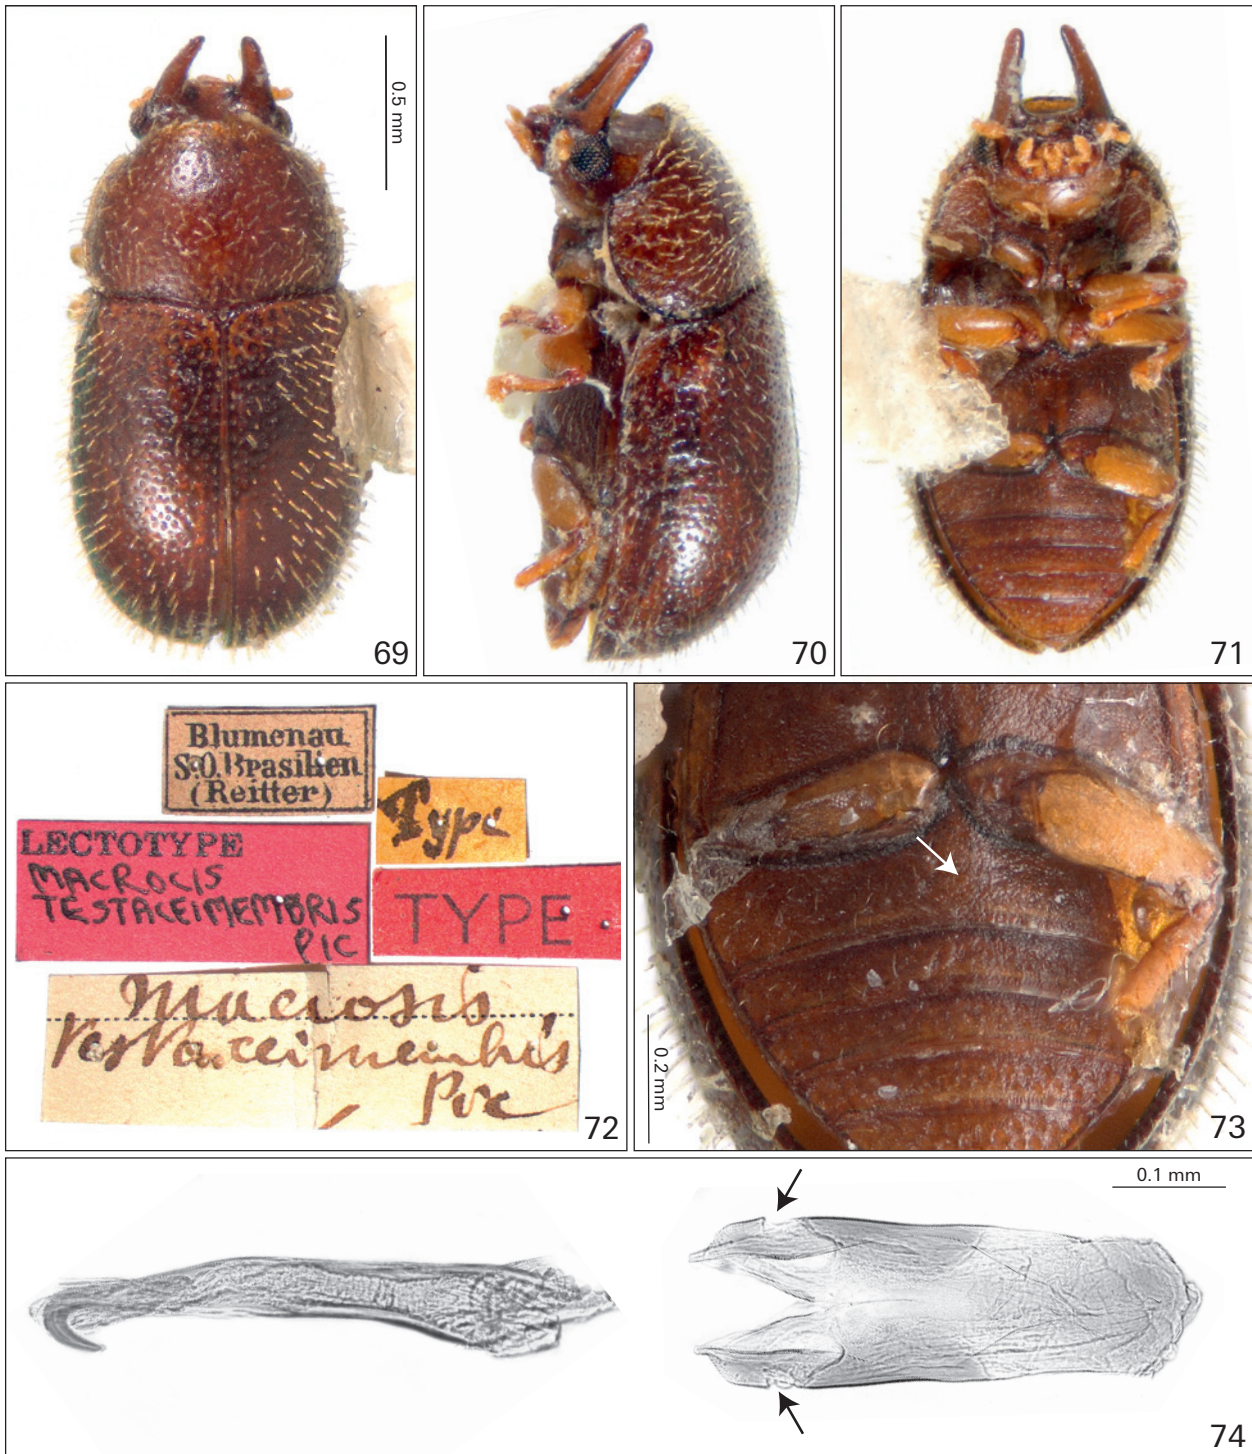 0.5 mm
69
70
71
Blumenau
S.O. Brasilien
(Reitter)
Type
LECTOTYPE
MACROCIS
TESTACEIMEMBRIS
PIC
TYPE
Macrosis
testaceimembris
Pic
72
0.2 mm
73
0.1 mm
74